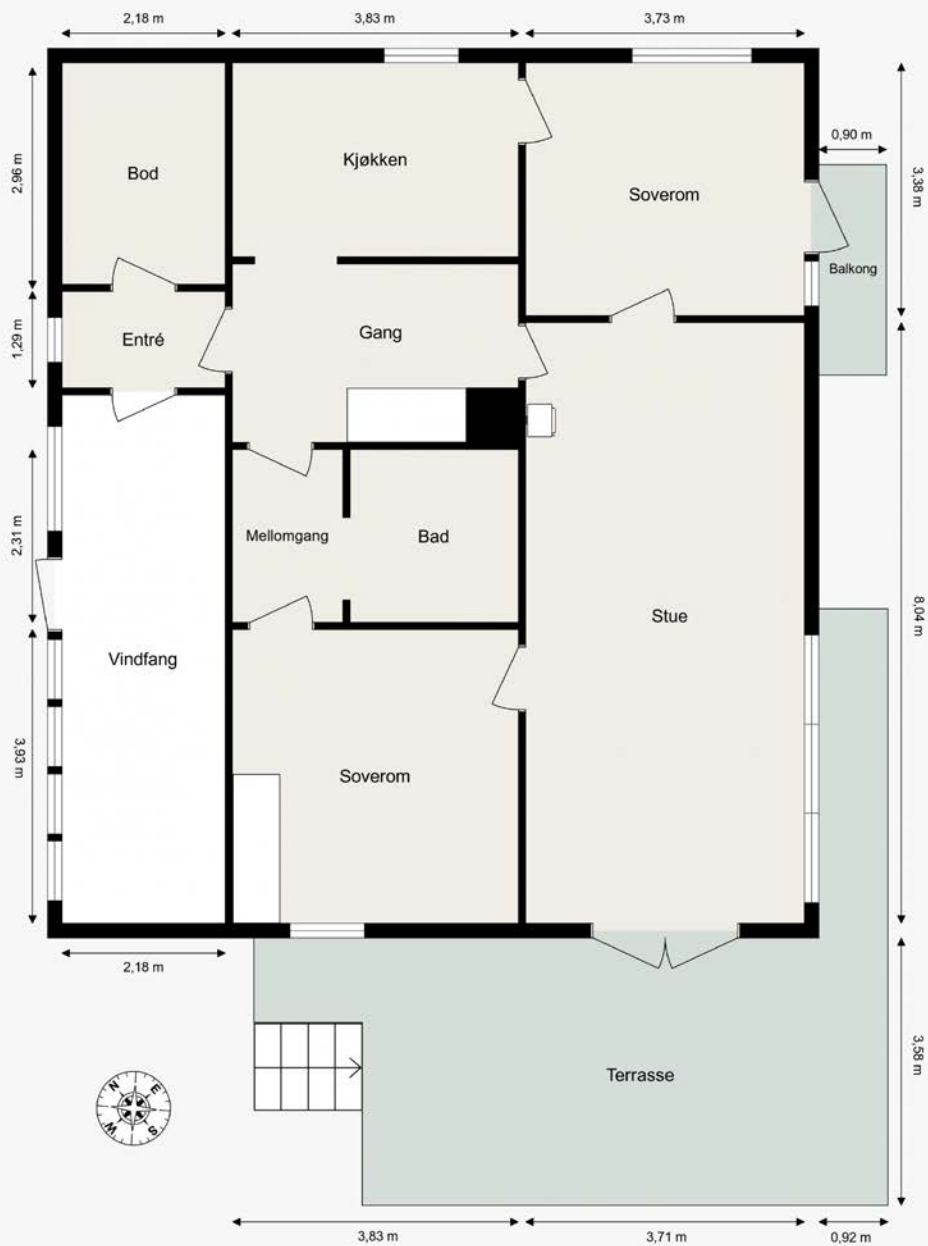 2,18 m
3,83 m
3,73 m
2,96 m
Bod
Kjøkken
Soverom
0,90 m
3,38 m
Balkong
1,29 m
Entré
Gang
2,31 m
Mellomgang
Bad
Stue
8,04 m
Vindfang
3,93 m
Soverom
2,18 m
3,58 m
Terrasse
N
E
W
S
3,83 m
3,71 m
0,92 m